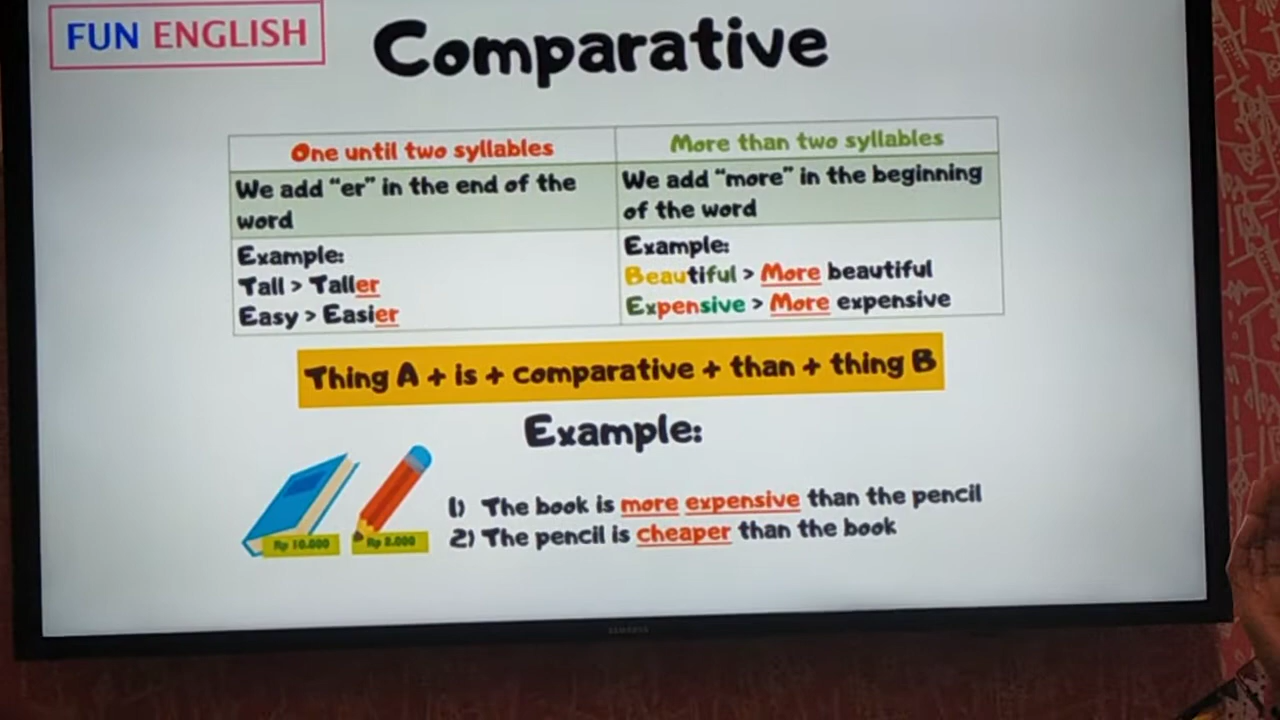 FUN ENGLISH
Comparative
One until two syllables
More than two syllables
We add “er” in the end of the
word
We add “more” in the beginning
of the word
Example:
Tall > Taller
Easy > Easier
Example:
Beautiful > More beautiful
Expensive > More expensive
Thing A + is + comparative + than + thing B
Example:
1) The book is more expensive than the pencil
2) The pencil is cheaper than the book
Rp 10.000
Rp 2.000
SAMSUNG